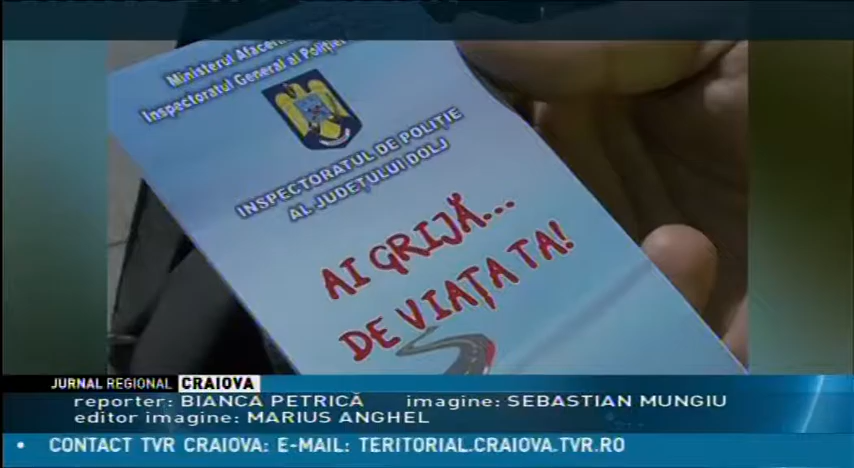 Ministerul Afaceri
Inspectoratul General al Poliției
INSPECTORATUL DE POLIȚIE
AL JUDEȚULUI DOLJ
AI GRIJĂ...
DE VIAȚA TA!
JURNAL REGIONAL CRAIOVA
reporter: BIANCA PETRICĂ imagine: SEBASTIAN MUNGIU
editor imagine: MARIUS ANGHEL
• CONTACT TVR CRAIOVA: E-MAIL: TERITORIAL.CRAIOVA.TVR.RO